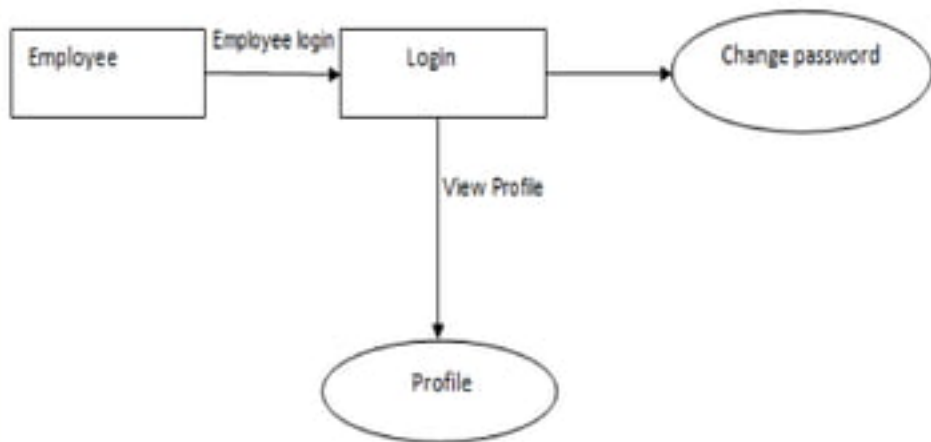 Employee
Employee login
Login
Change password
View Profile
Profile